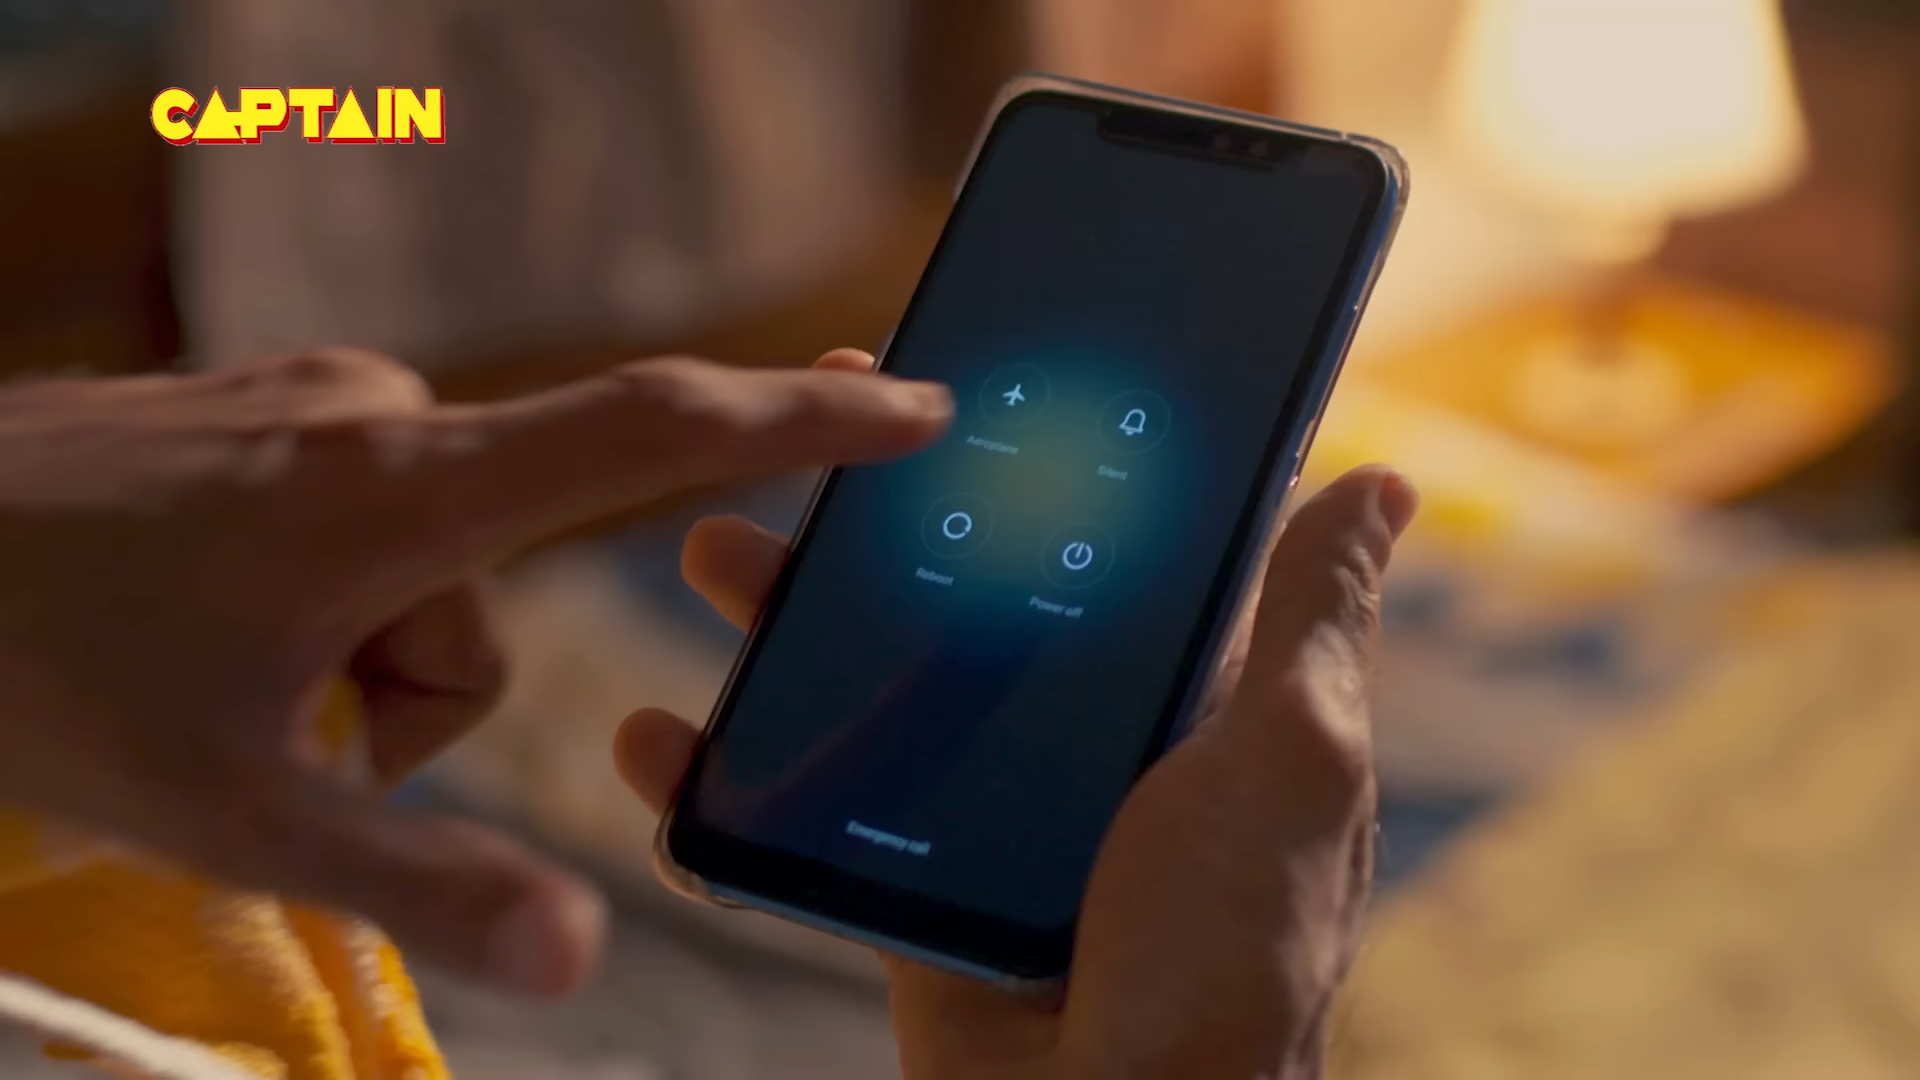 CAPTAIN
Aeroplane
Silent
Reboot
Power off
Emergency call